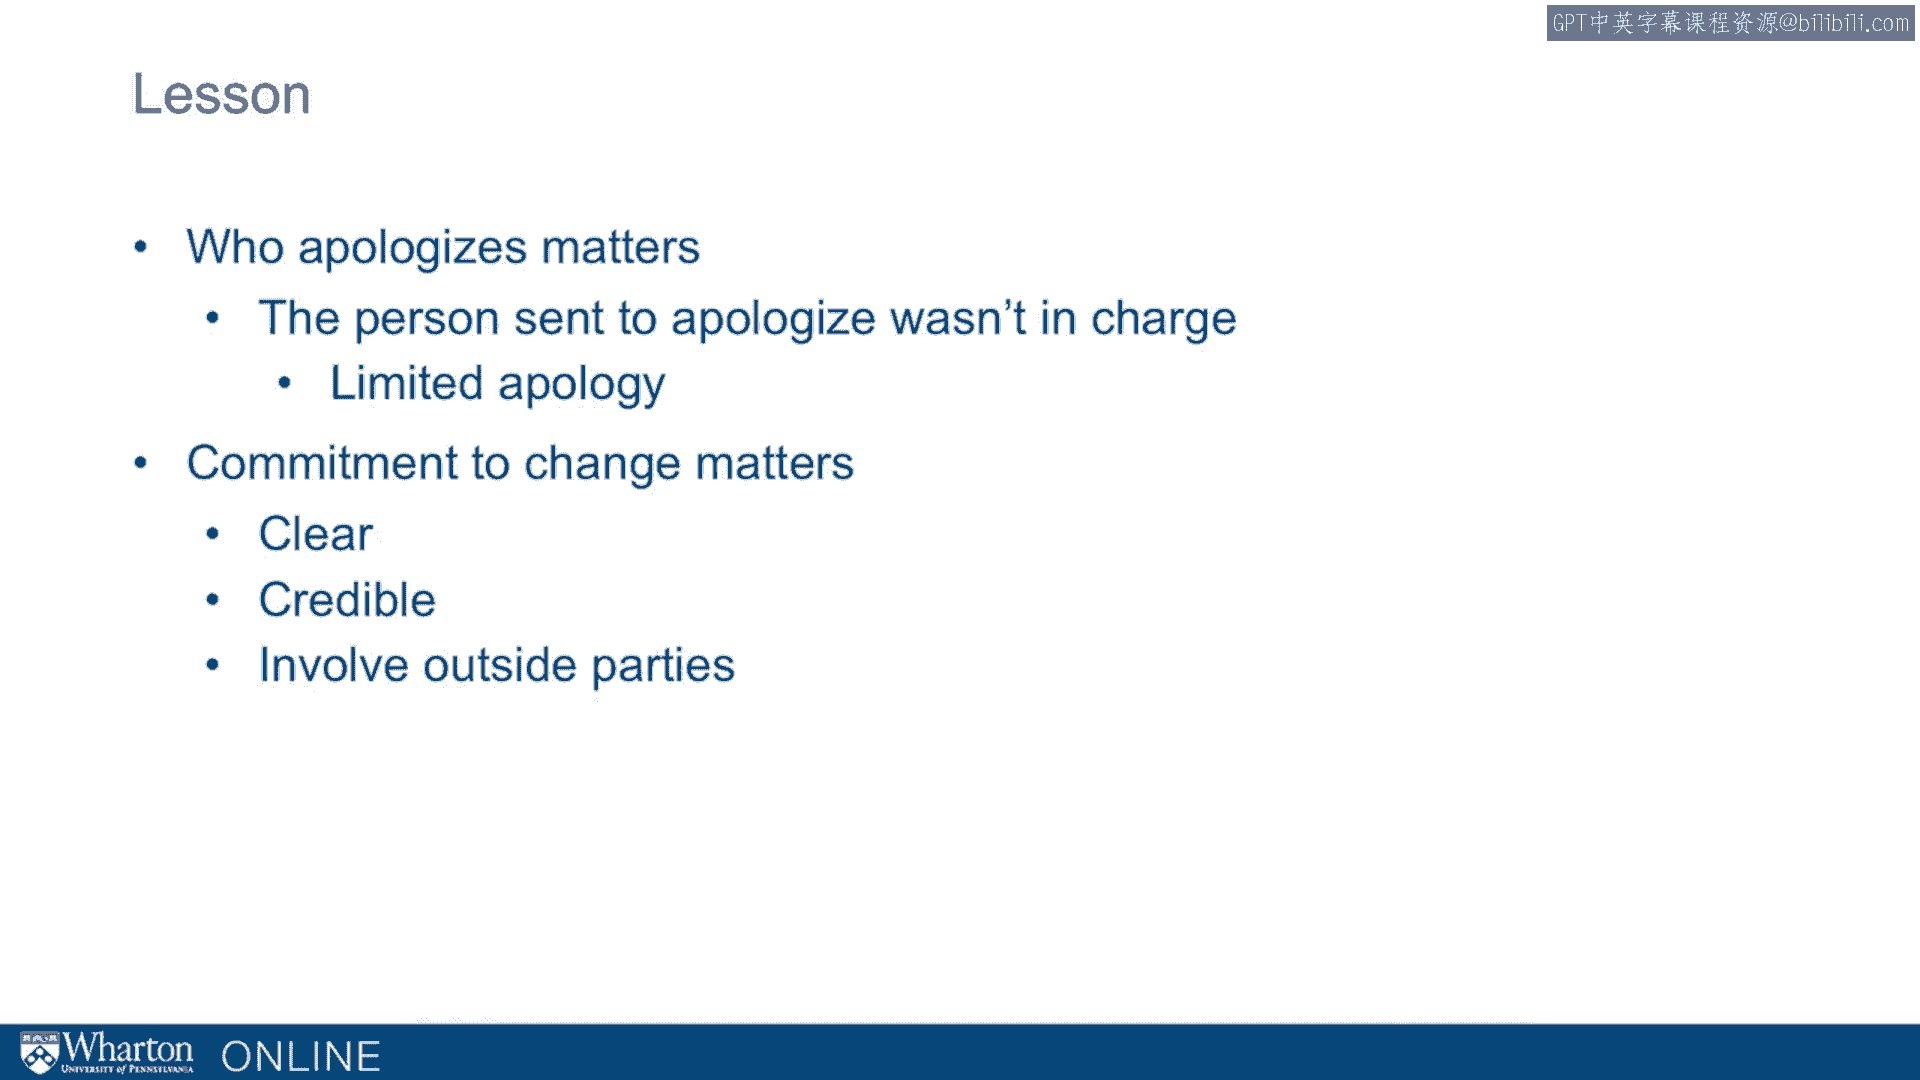 GPT中英字幕课程资源@bilibili.com
Lesson
• Who apologizes matters
• The person sent to apologize wasn’t in charge
• Limited apology
• Commitment to change matters
• Clear
• Credible
• Involve outside parties
Wharton
UNIVERSITY of PENNSYLVANIA
ONLINE